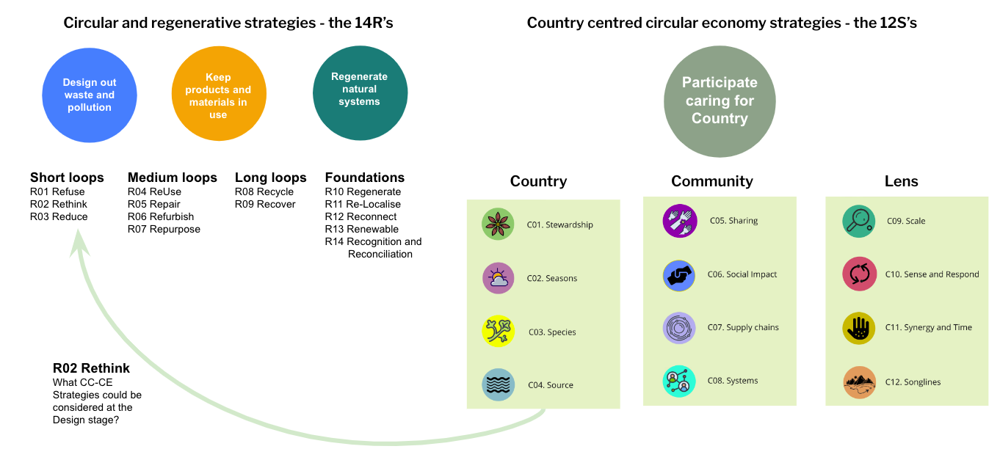 Circular and regenerative strategies - the 14R’s
Design out
waste and
pollution
Keep
products and
materials in
use
Regenerate
natural
systems
Short loops
R01 Refuse
R02 Rethink
R03 Reduce
Medium loops
R04 ReUse
R05 Repair
R06 Refurbish
R07 Repurpose
Long loops
R08 Recycle
R09 Recover
Foundations
R10 Regenerate
R11 Re-Localise
R12 Reconnect
R13 Renewable
R14 Recognition and
Reconciliation
R02 Rethink
What CC-CE
Strategies could be
considered at the
Design stage?
Country centred circular economy strategies - the 12S’s
Participate
caring for
Country
Country
C01. Stewardship
C02. Seasons
C03. Species
C04. Source
Community
C05. Sharing
C06. Social Impact
C07. Supply chains
C08. Systems
Lens
C09. Scale
C10. Sense and Respond
C11. Synergy and Time
C12. Songlines